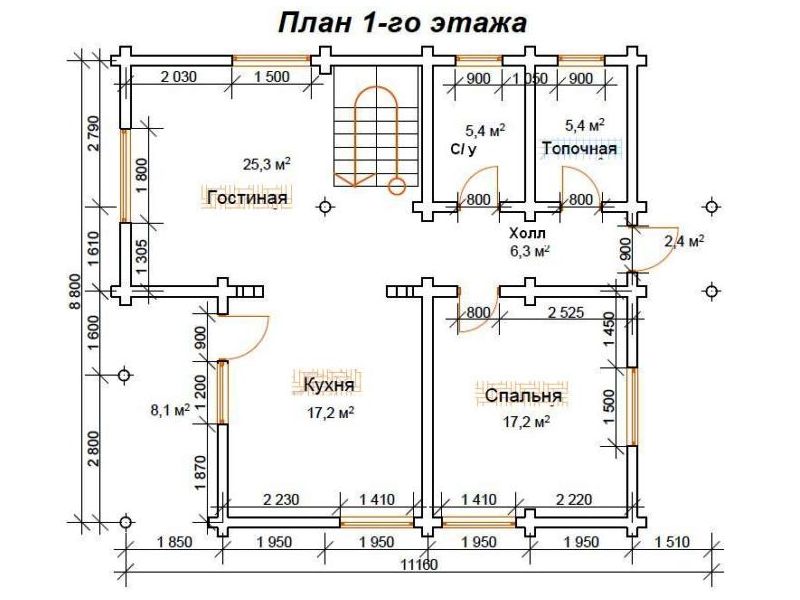 План 1-го этажа
2 030
1 500
900
1 050
900
2 790
1 800
25,3 м²
Гостиная
5,4 м²
С/у
5,4 м²
Топочная
800
800
Холл
6,3 м²
900
2,4 м²
1 610
1 305
8 800
1 600
900
800
2 525
1 450
1 200
Кухня
17,2 м²
Спальня
17,2 м²
1 500
8,1 м²
2 800
1 870
2 230
1 410
1 410
2 220
1 850
1 950
1 950
1 950
1 950
1 510
11160